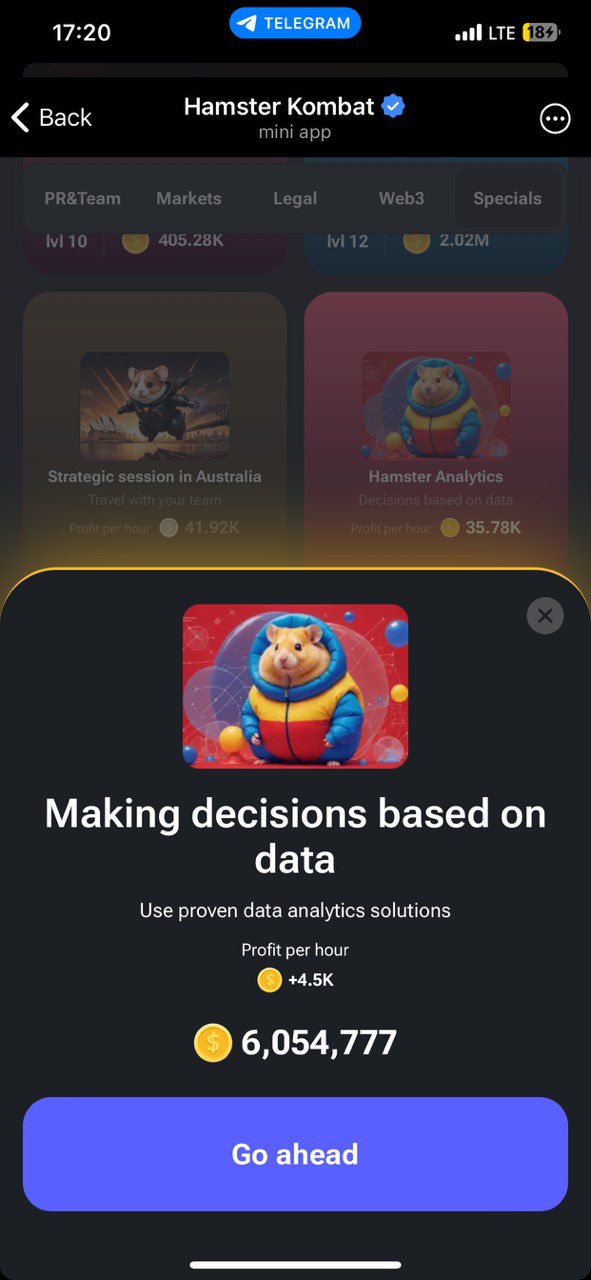 17:20
TELEGRAM
LTE
18
Back
Hamster Kombat
mini app
PR&Team
Markets
Legal
Web3
Specials
lvl 10
405.28K
lvl 12
2.02M
Strategic session in Australia
Travel with your team
Profit per hour
41.92K
Hamster Analytics
Decisions based on data
Profit per hour
35.78K
Making decisions based on
data
Use proven data analytics solutions
Profit per hour
+4.5K
6,054,777
Go ahead